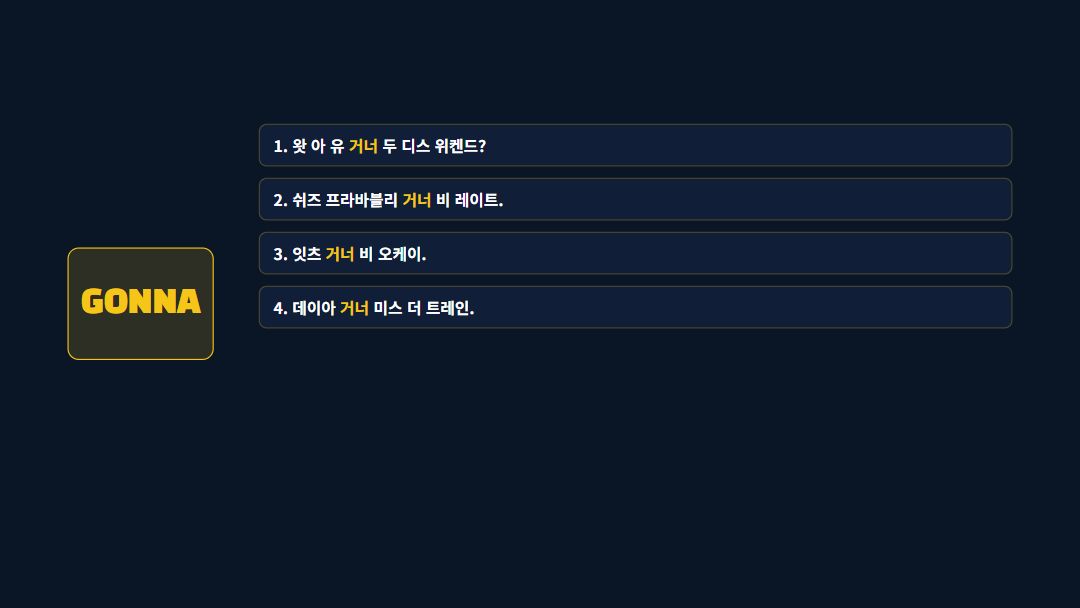 GONNA
1. 왓 아 유 거너 두 디스 위켄드?
2. 쉬즈 프라바블리 거너 비 레이트.
3. 잇츠 거너 비 오케이.
4. 데이아 거너 미스 더 트레인.